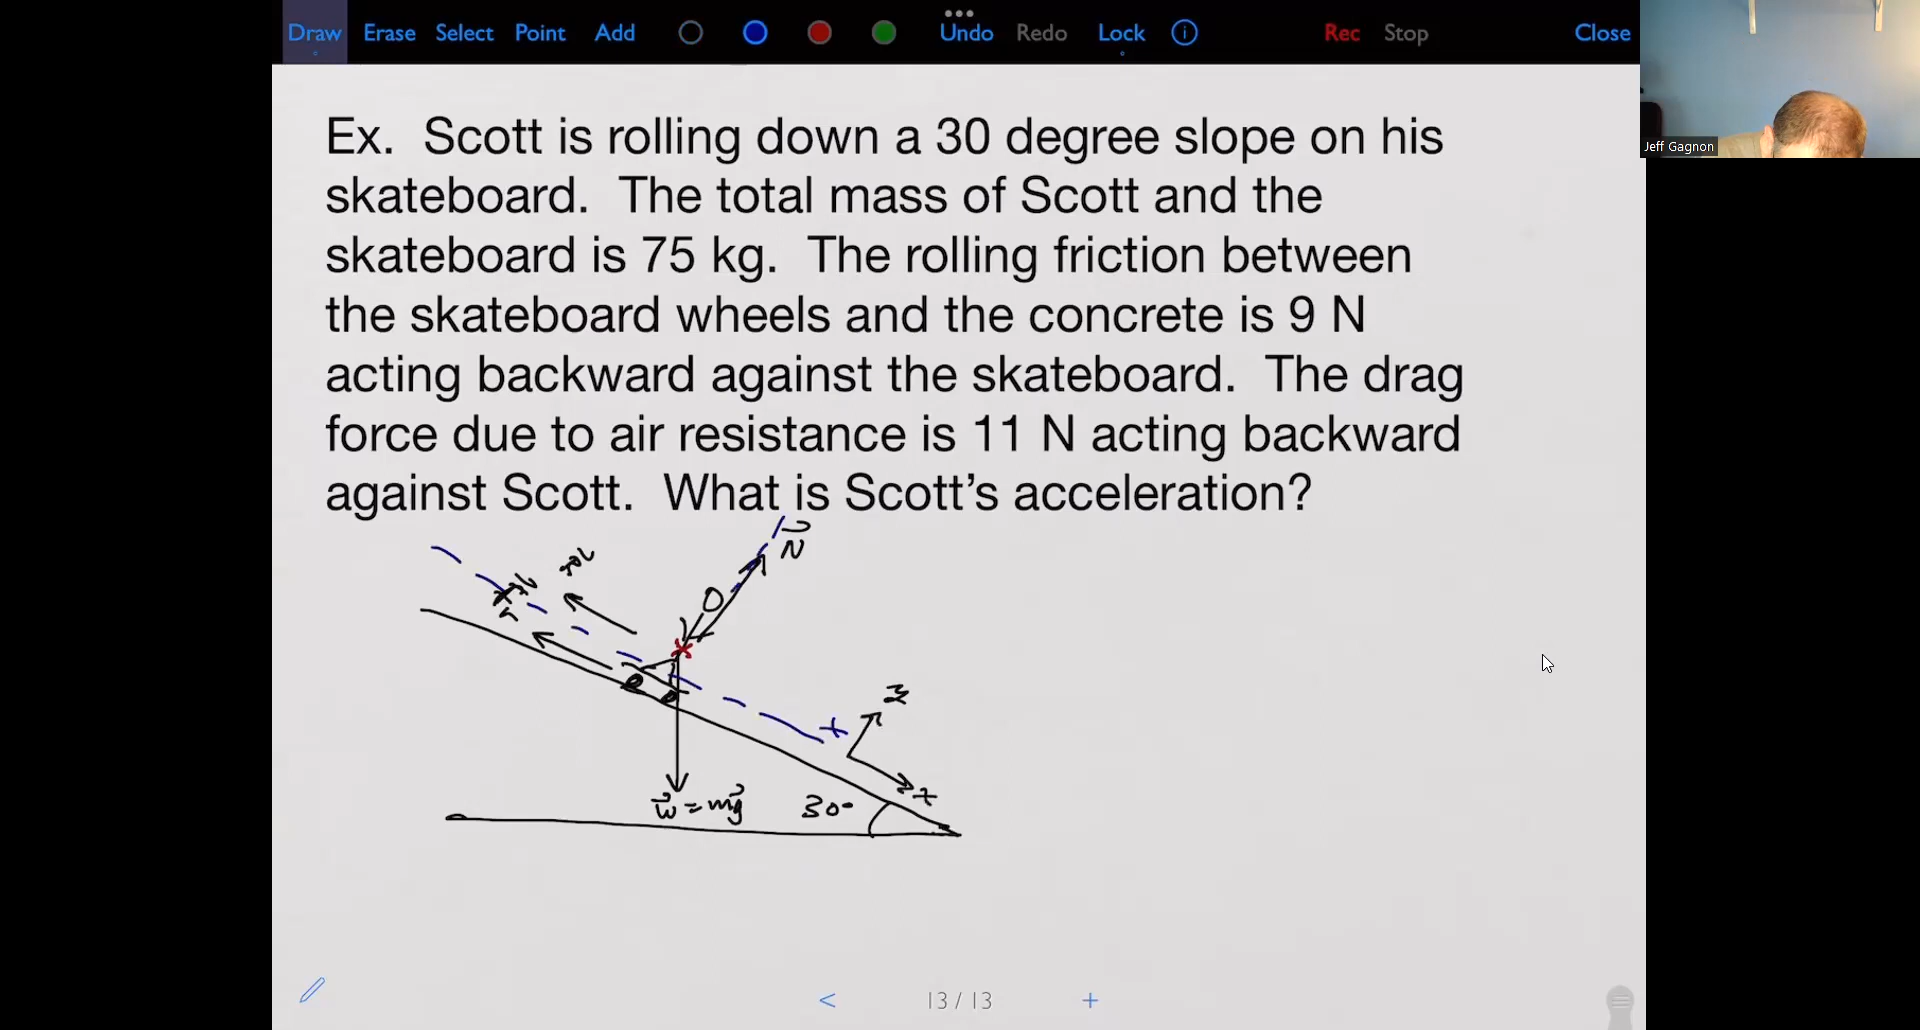 Draw Erase Select Point Add Undo Redo Lock Rec Stop Close
Jeff Gagnon
Ex. Scott is rolling down a 30 degree slope on his
skateboard. The total mass of Scott and the
skateboard is 75 kg. The rolling friction between
the skateboard wheels and the concrete is 9 N
acting backward against the skateboard. The drag
force due to air resistance is 11 N acting backward
against Scott. What is Scott’s acceleration?
N
x
w = mg
30°
< 13 / 13 +